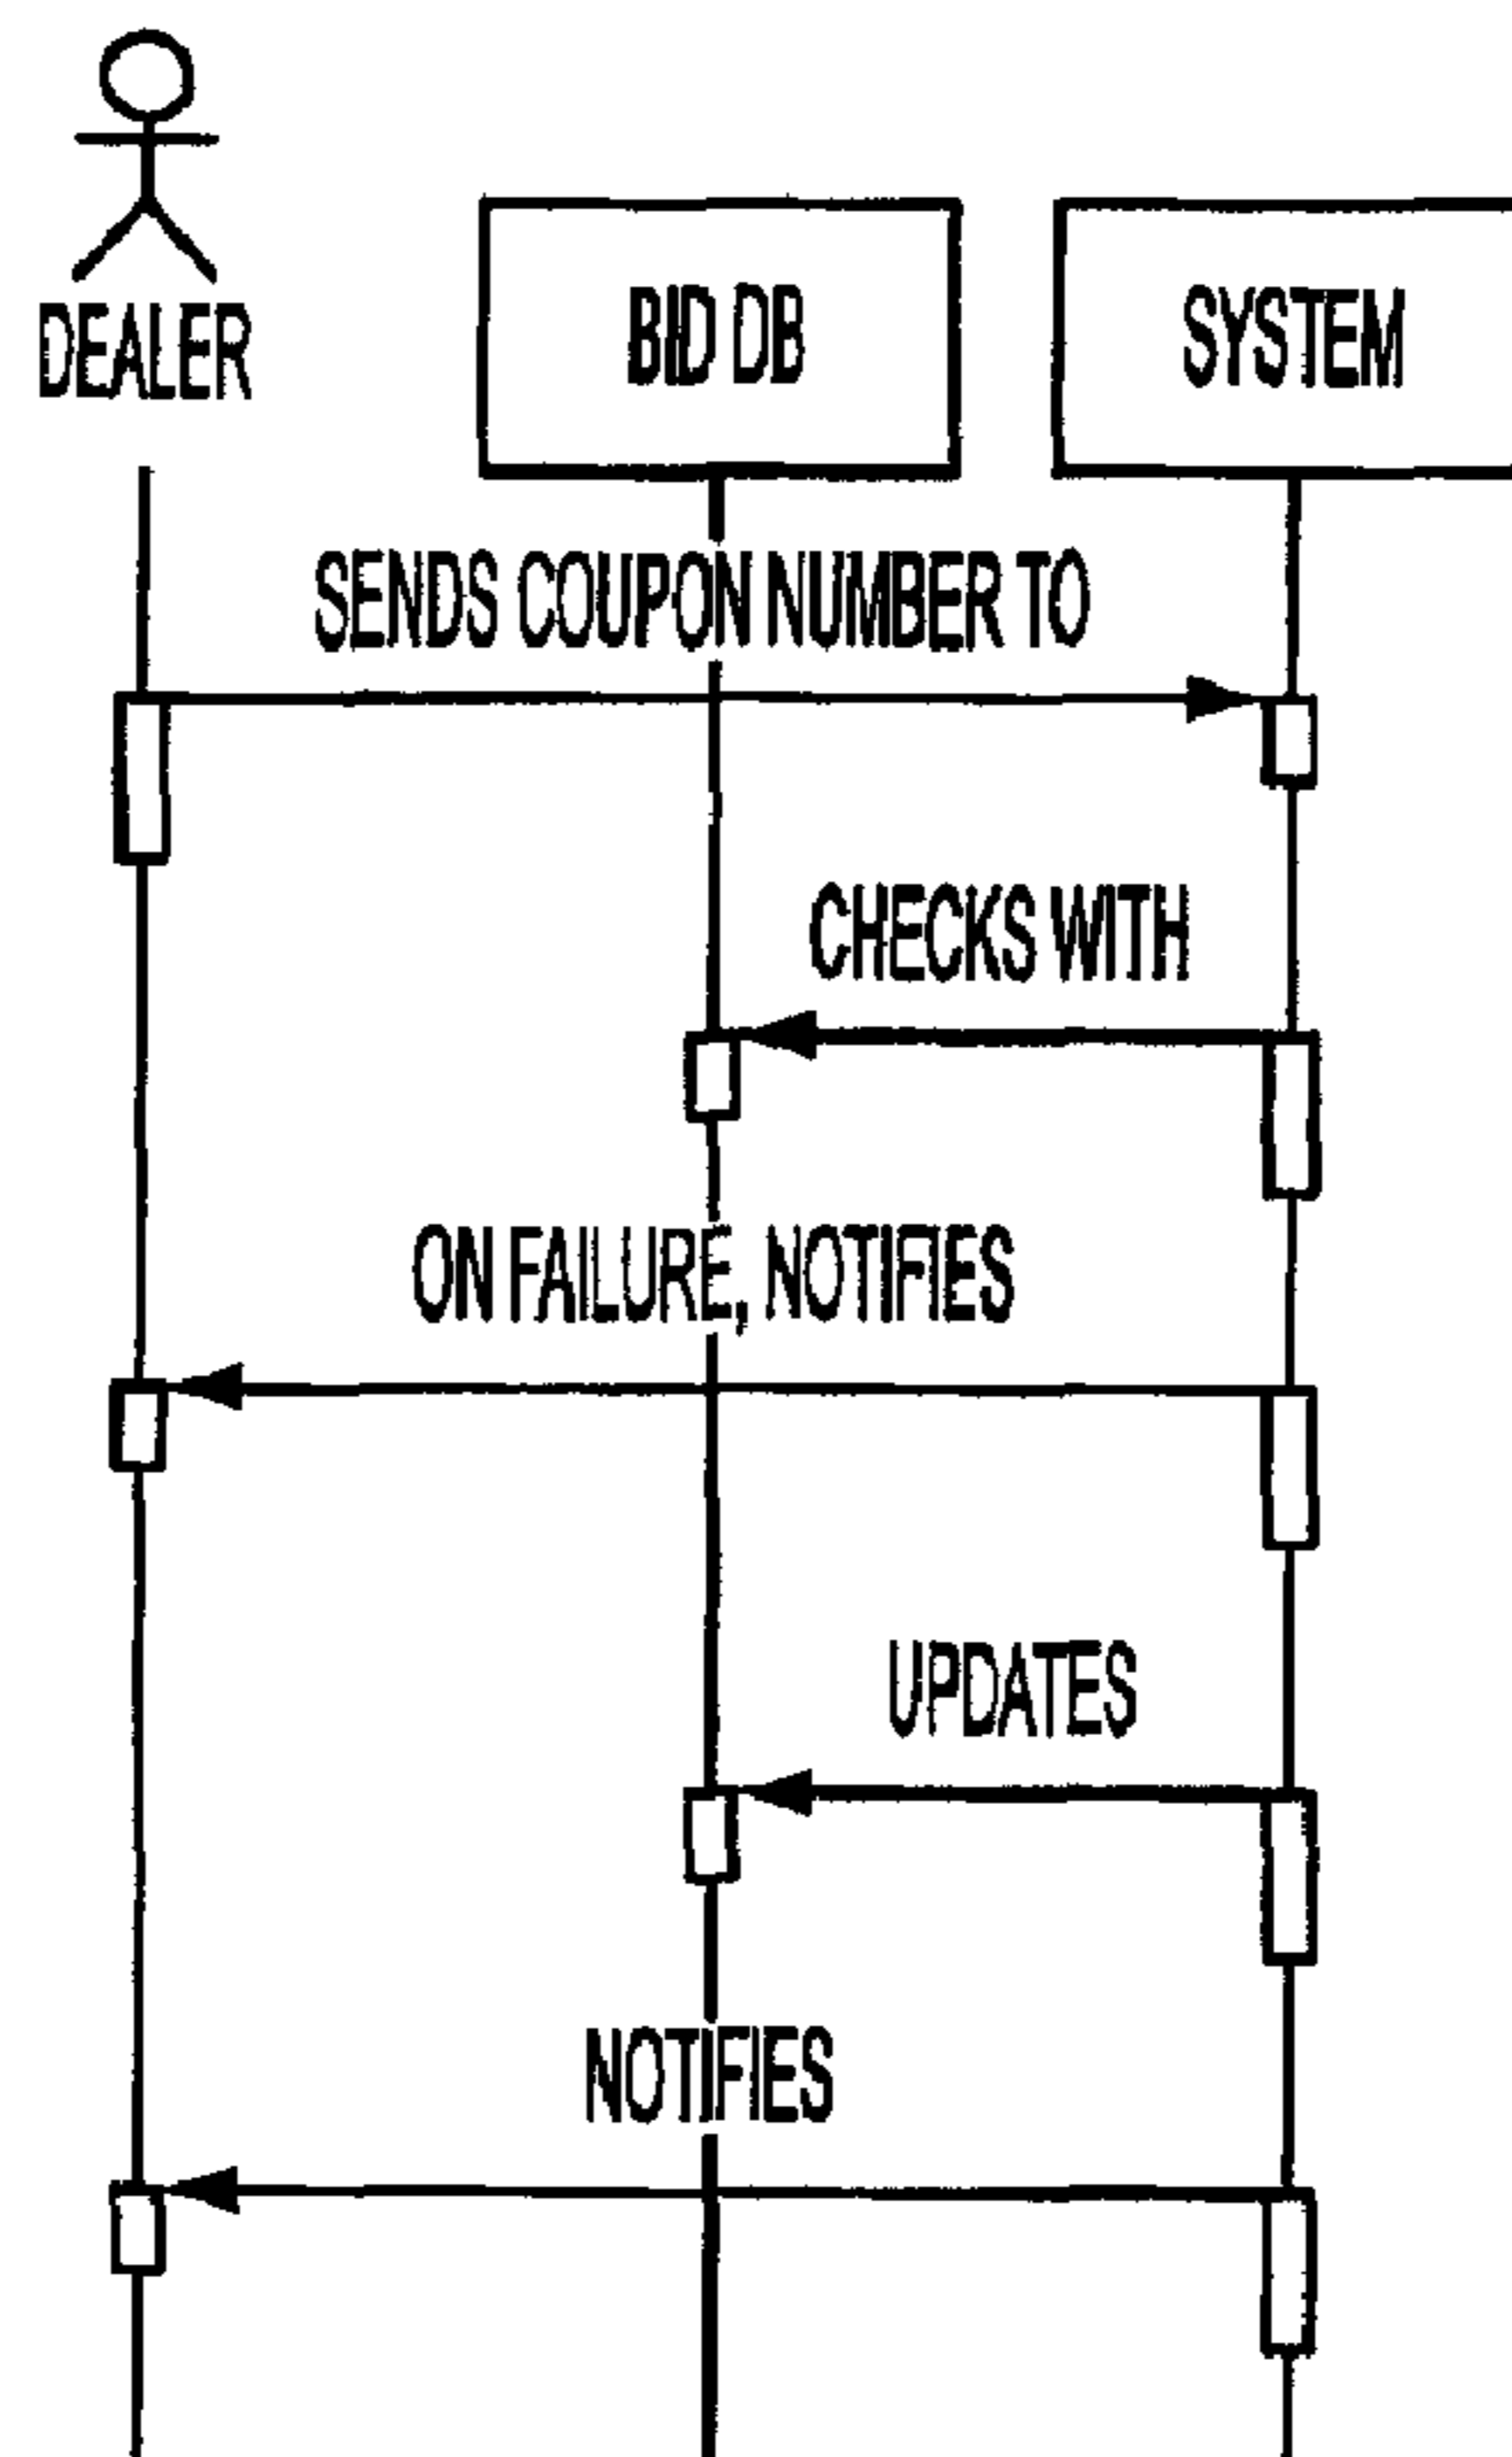 DEALER
BID DB
SYSTEM
SENDS COUPON NUMBER TO
CHECKS WITH
ON FAILURE, NOTIFIES
UPDATES
NOTIFIES